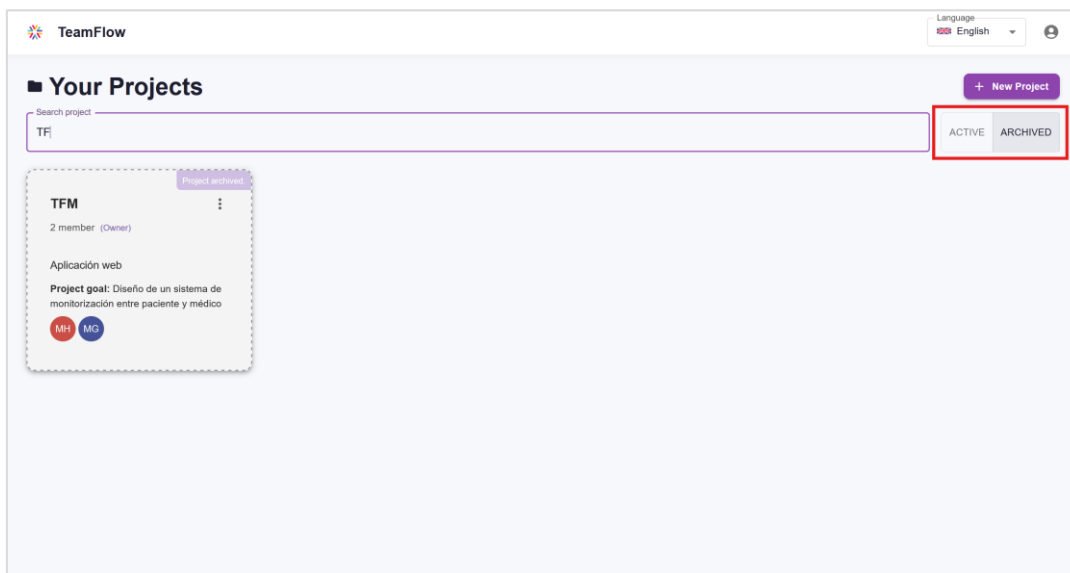 TeamFlow
Language
English
Your Projects
+ New Project
Search project
TF
ACTIVE
ARCHIVED
Project archived
TFM
2 member (Owner)
Aplicación web
Project goal: Diseño de un sistema de
monitorización entre paciente y médico
MH
MG